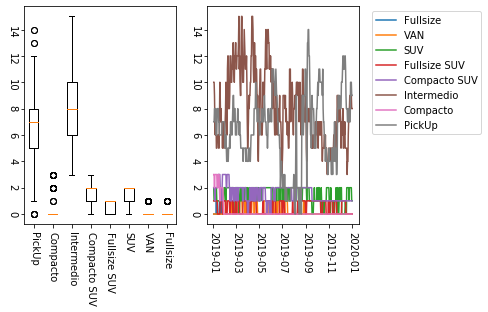 14
12
10
8
6
4
2
0
PickUp
Compacto
Intermedio
Compacto SUV
Fullsize SUV
SUV
VAN
Fullsize
14
12
10
8
6
4
2
0
2019-01
2019-03
2019-05
2019-07
2019-09
2019-11
2020-01
Fullsize
VAN
SUV
Fullsize SUV
Compacto SUV
Intermedio
Compacto
PickUp